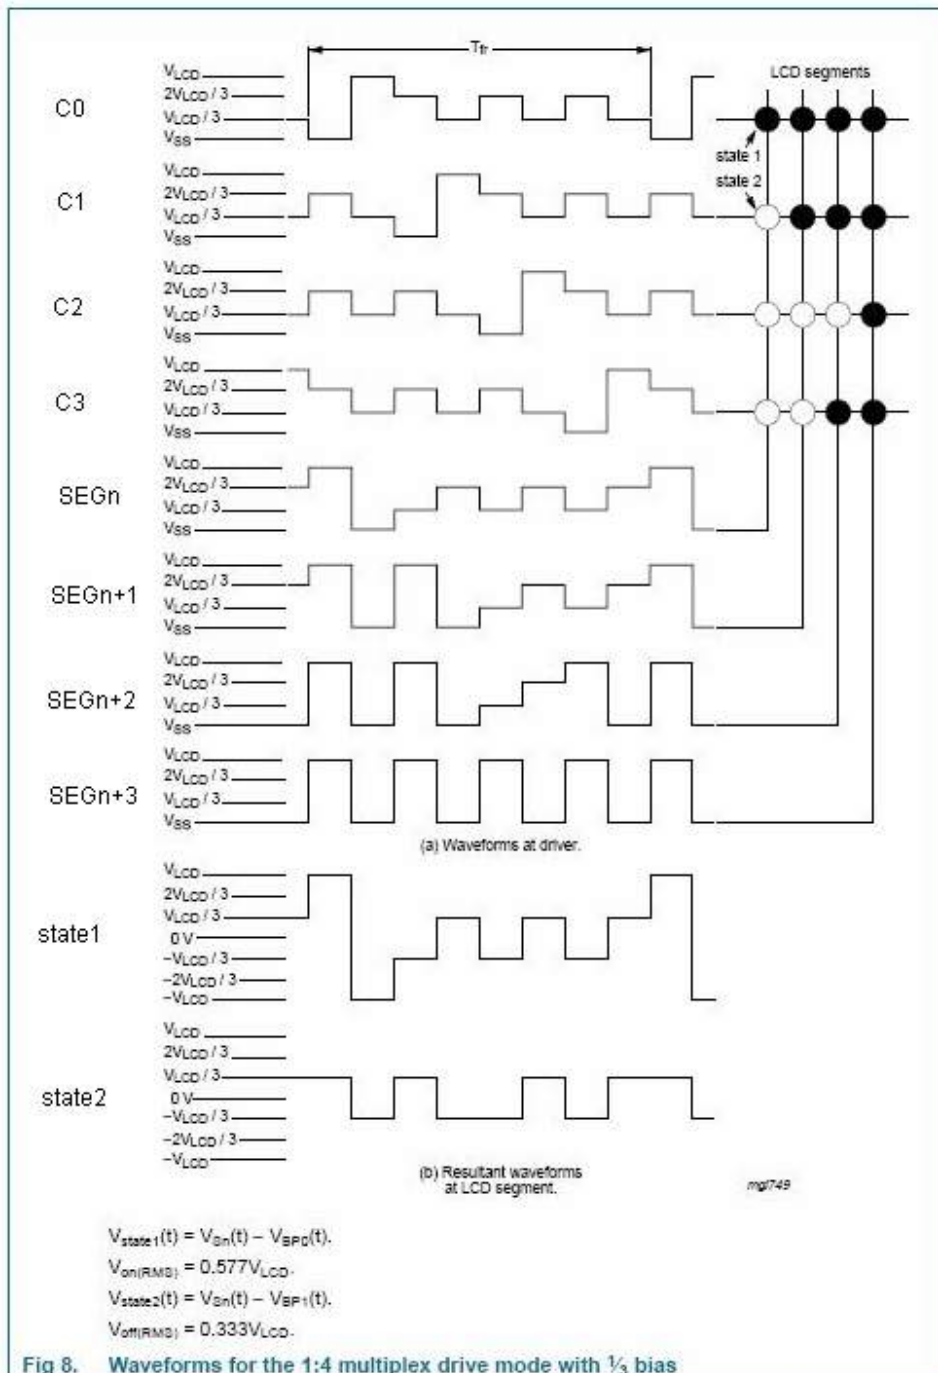 Tfr
LCD segments
C0
VLCD
2VLCD / 3
VLCD / 3
VSS
state 1
state 2
C1
VLCD
2VLCD / 3
VLCD / 3
VSS
C2
VLCD
2VLCD / 3
VLCD / 3
VSS
C3
VLCD
2VLCD / 3
VLCD / 3
VSS
SEGn
VLCD
2VLCD / 3
VLCD / 3
VSS
SEGn+1
VLCD
2VLCD / 3
VLCD / 3
VSS
SEGn+2
VLCD
2VLCD / 3
VLCD / 3
VSS
SEGn+3
VLCD
2VLCD / 3
VLCD / 3
VSS
(a) Waveforms at driver.
state1
VLCD
2VLCD / 3
VLCD / 3
0 V
−VLCD / 3
−2VLCD / 3
−VLCD
state2
VLCD
2VLCD / 3
VLCD / 3
0 V
−VLCD / 3
−2VLCD / 3
−VLCD
(b) Resultant waveforms
at LCD segment.
mgl749
Vstate1(t) = VSn(t) − VBP0(t).
Von(RMS) = 0.577VLCD.
Vstate2(t) = VSn(t) − VBP1(t).
Voff(RMS) = 0.333VLCD.
Fig 8. Waveforms for the 1:4 multiplex drive mode with 1⁄3 bias